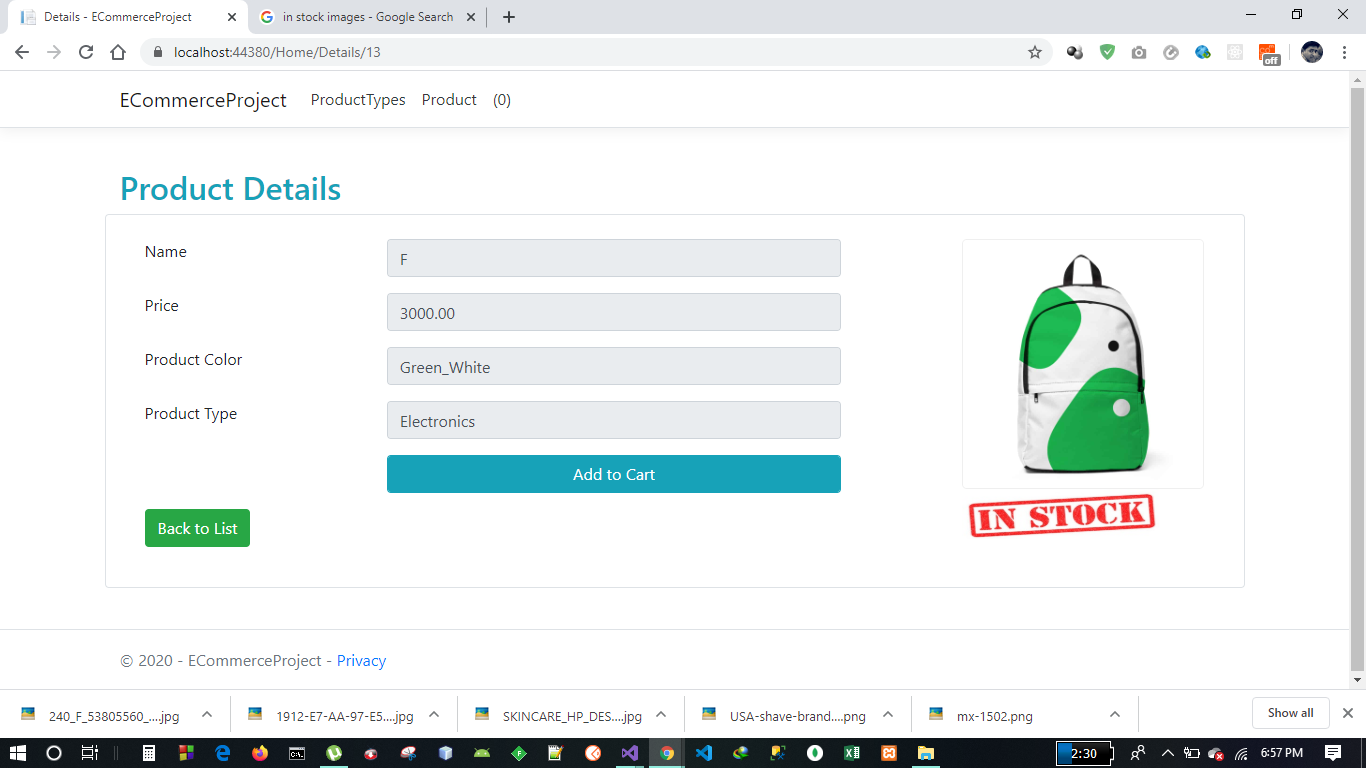 Details - ECommerceProject
in stock images - Google Search
localhost:44380/Home/Details/13
off
ECommerceProject ProductTypes Product (0)
Product Details
Name F
Price 3000.00
Product Color Green_White
Product Type Electronics
Add to Cart
Back to List
IN STOCK
© 2020 - ECommerceProject - Privacy
240_F_53805560_....jpg 1912-E7-AA-97-E5....jpg SKINCARE_HP_DES....jpg USA-shave-brand....png mx-1502.png Show all
2:30 6:57 PM